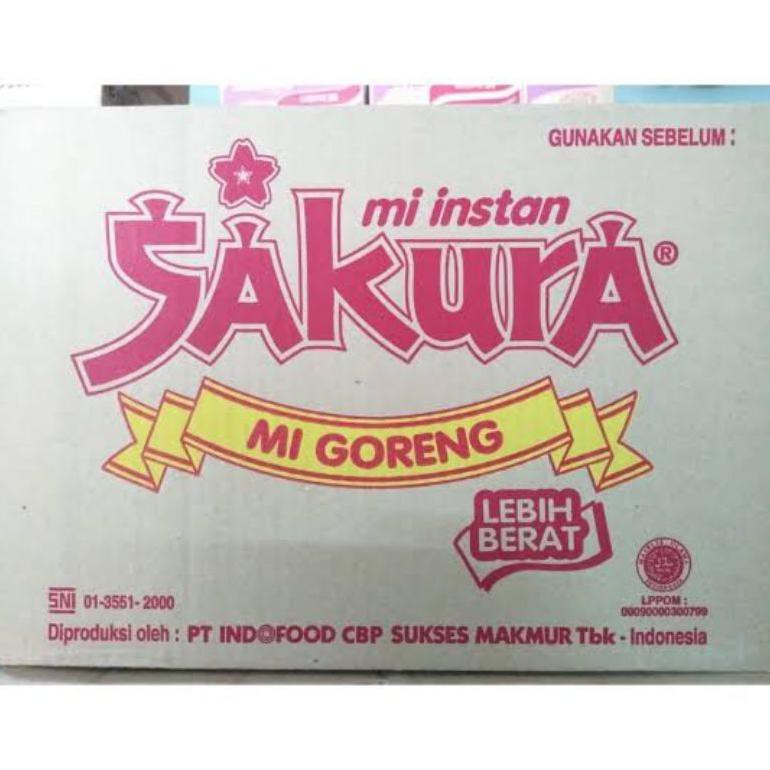 GUNAKAN SEBELUM :
mi instan
SAkurA®
MI GORENG
LEBIH
BERAT
SNI 01-3551-2000
LPPOM :
00090000300799
Diproduksi oleh : PT INDOFOOD CBP SUKSES MAKMUR Tbk - Indonesia